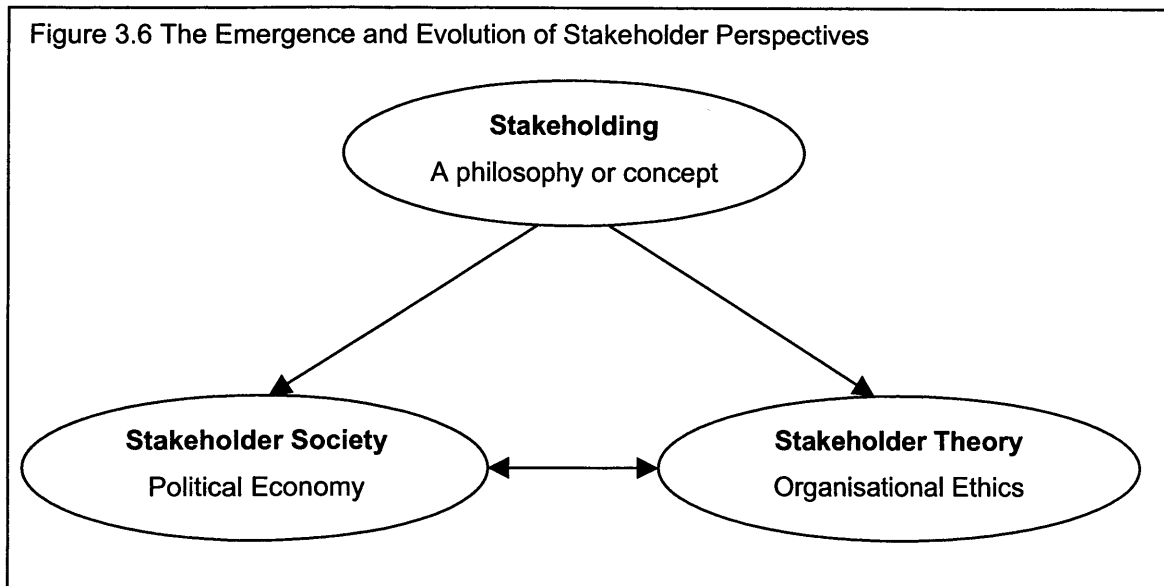 Figure 3.6 The Emergence and Evolution of Stakeholder Perspectives
Stakeholding
A philosophy or concept
Stakeholder Society
Political Economy
Stakeholder Theory
Organisational Ethics